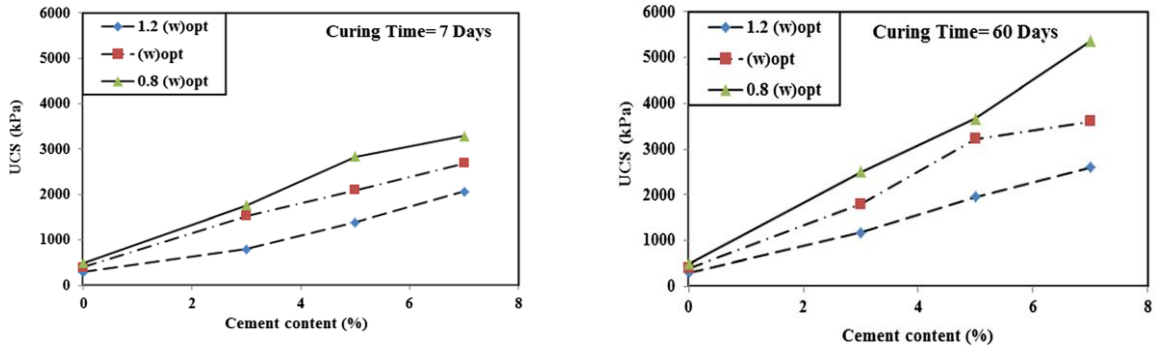 6000
5000
4000
3000
2000
1000
0
UCS (kPa)
1.2 (w)opt
(w)opt
0.8 (w)opt
Curing Time= 7 Days
0 2 4 6 8
Cement content (%)
6000
5000
4000
3000
2000
1000
0
UCS (kPa)
1.2 (w)opt
(w)opt
0.8 (w)opt
Curing Time= 60 Days
0 2 4 6 8
Cement content (%)